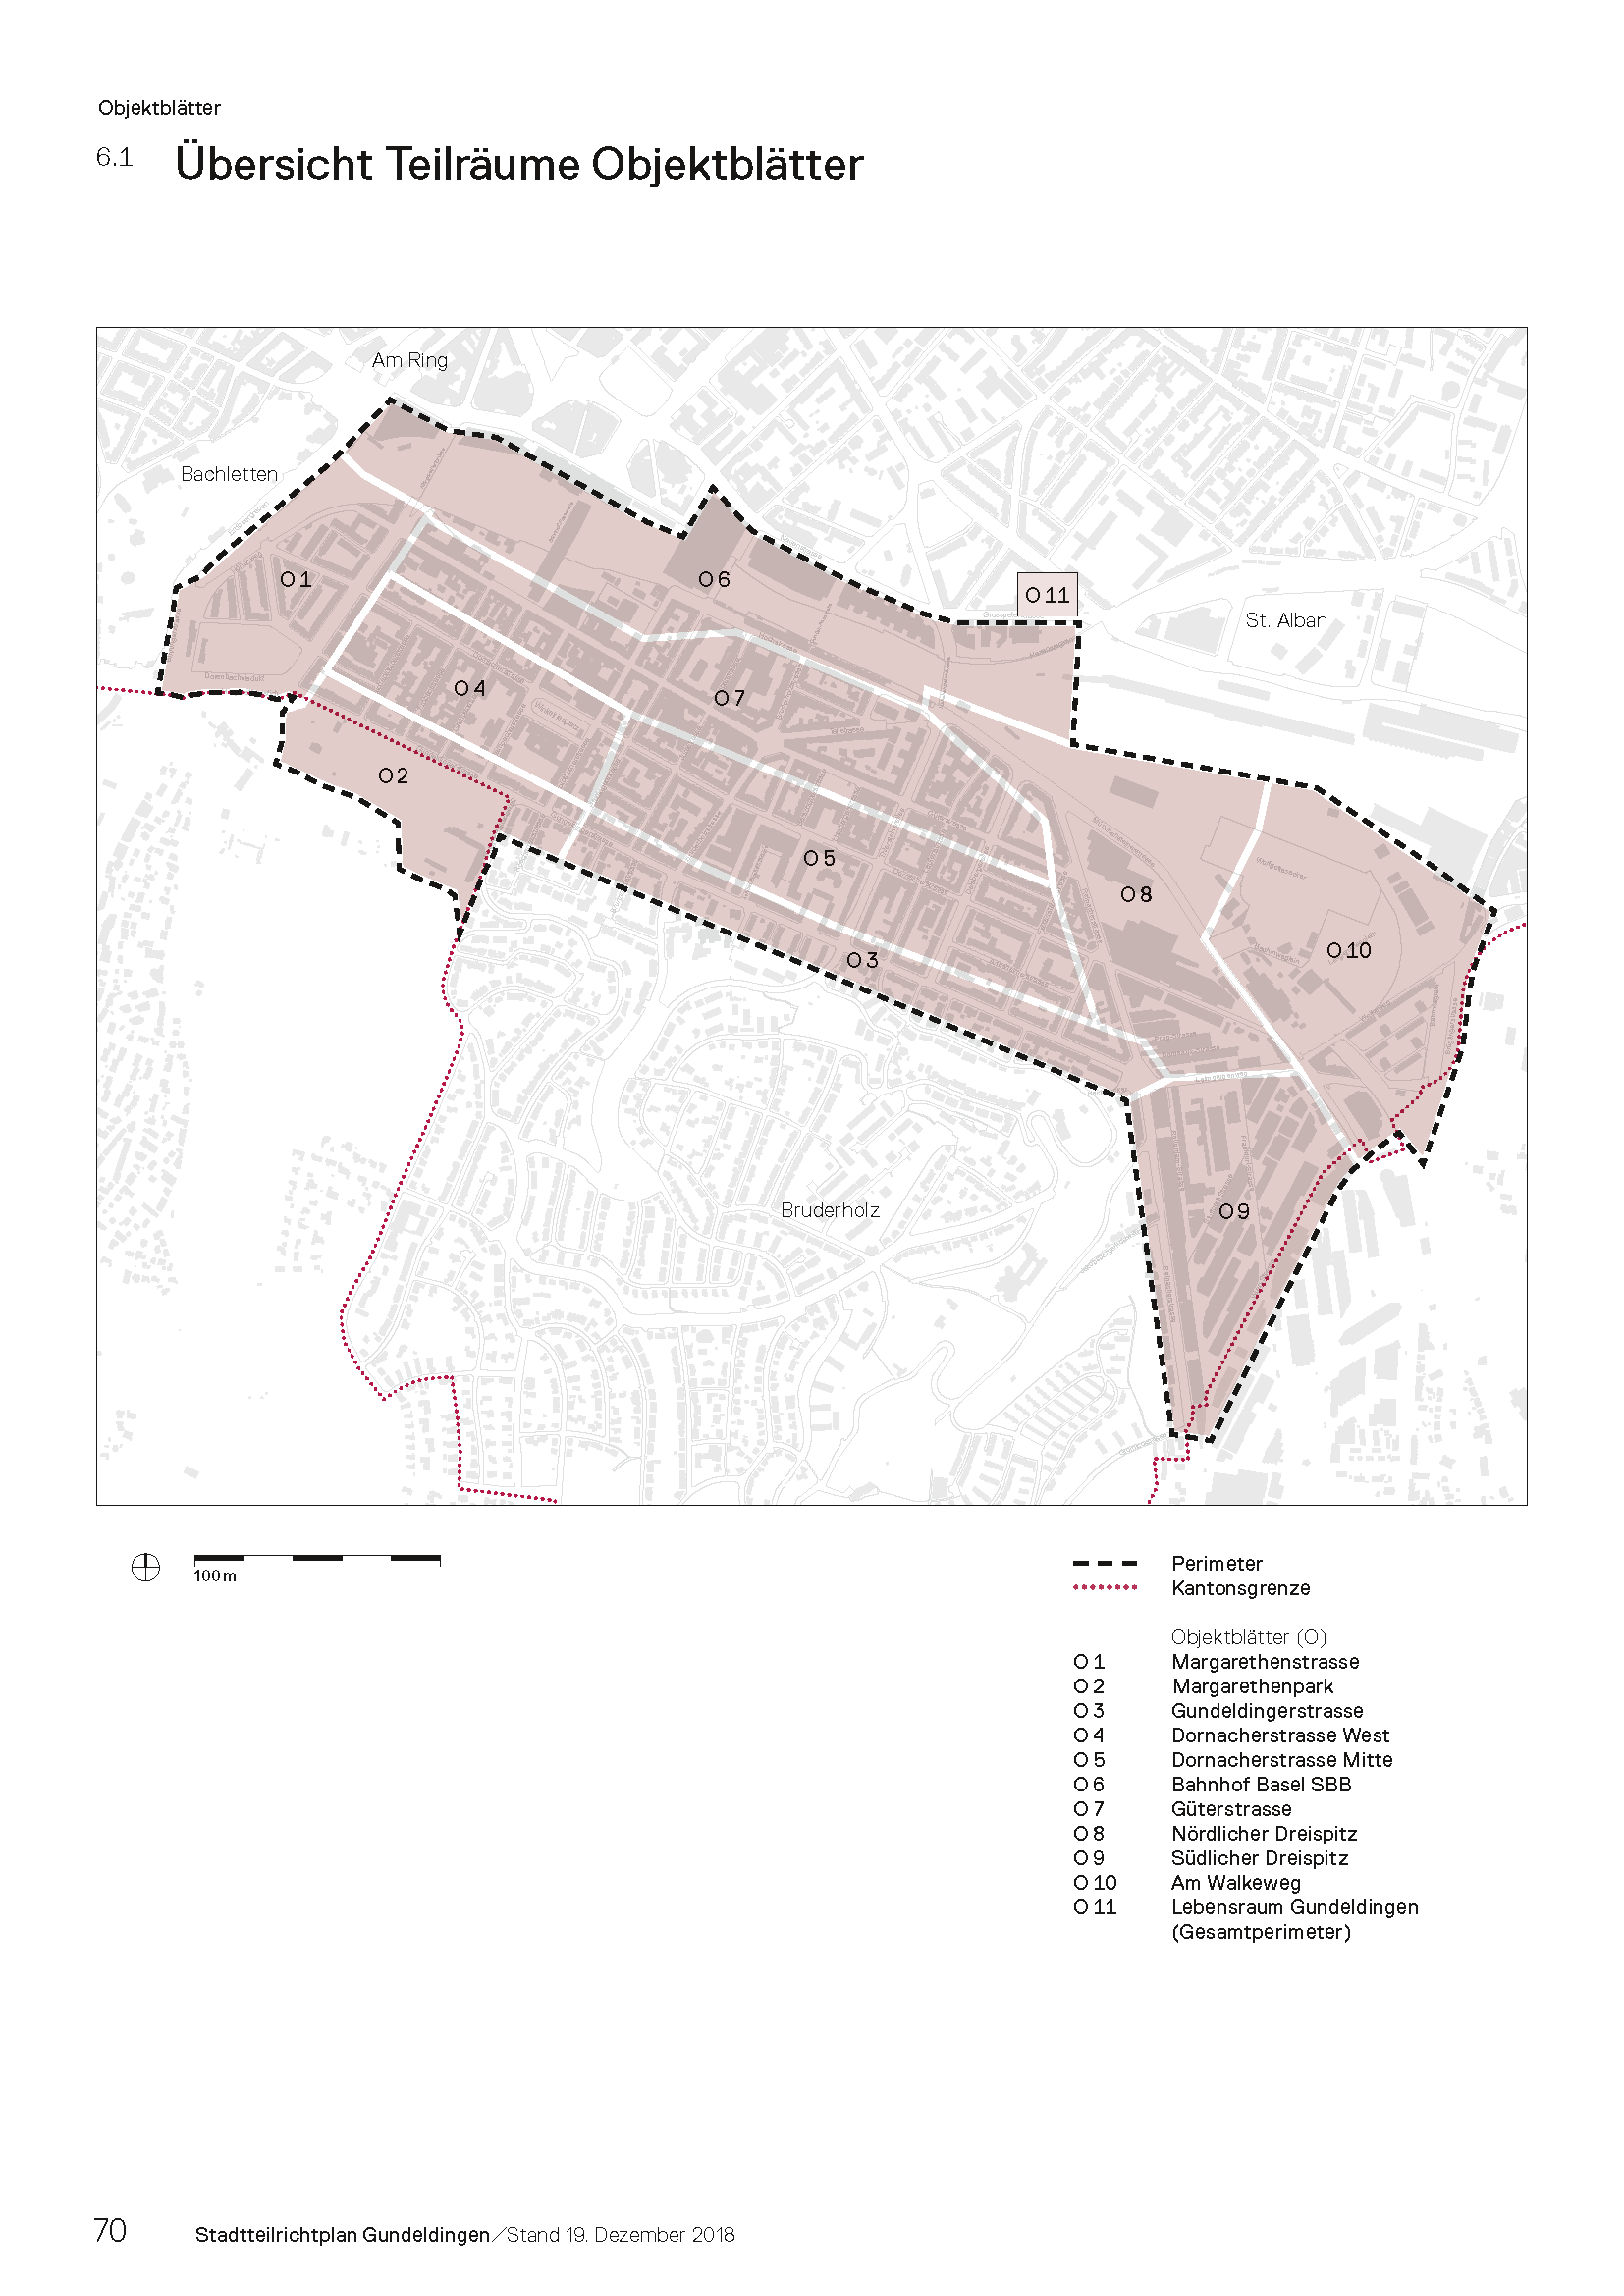 Objektblätter
6.1 Übersicht Teilräume Objektblätter
Am Ring
Bachletten
O 1
O 6
O 11
St. Alban
O 4
O 7
O 2
O 5
O 8
O 3
O 10
Bruderholz
O 9
100 m
Perimeter
Kantonsgrenze
Objektblätter (O)
O 1 Margarethenstrasse
O 2 Margarethenpark
O 3 Gundeldingerstrasse
O 4 Dornacherstrasse West
O 5 Dornacherstrasse Mitte
O 6 Bahnhof Basel SBB
O 7 Güterstrasse
O 8 Nördlicher Dreispitz
O 9 Südlicher Dreispitz
O 10 Am Walkeweg
O 11 Lebensraum Gundeldingen
(Gesamtperimeter)
70 Stadtteilrichtplan Gundeldingen/Stand 19. Dezember 2018